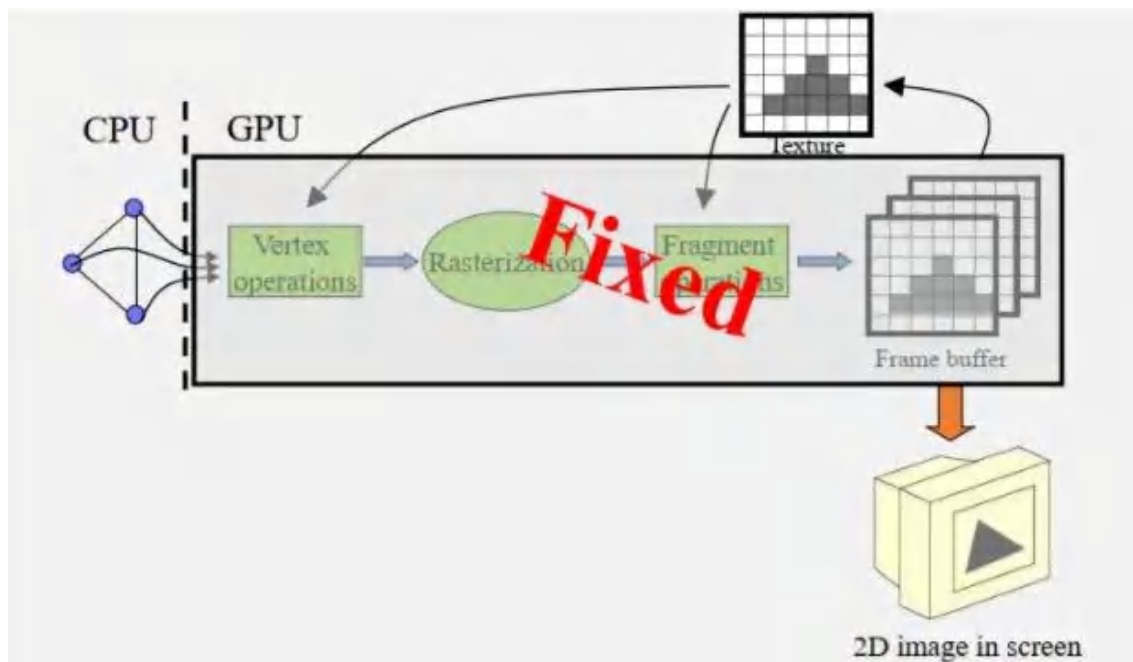 CPU
GPU
Texture
Vertex
operations
Rasterization
Fixed
Fragment
operations
Frame buffer
2D image in screen